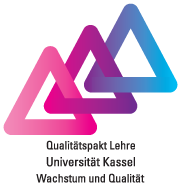 Qualitätspakt Lehre
Universität Kassel
Wachstum und Qualität